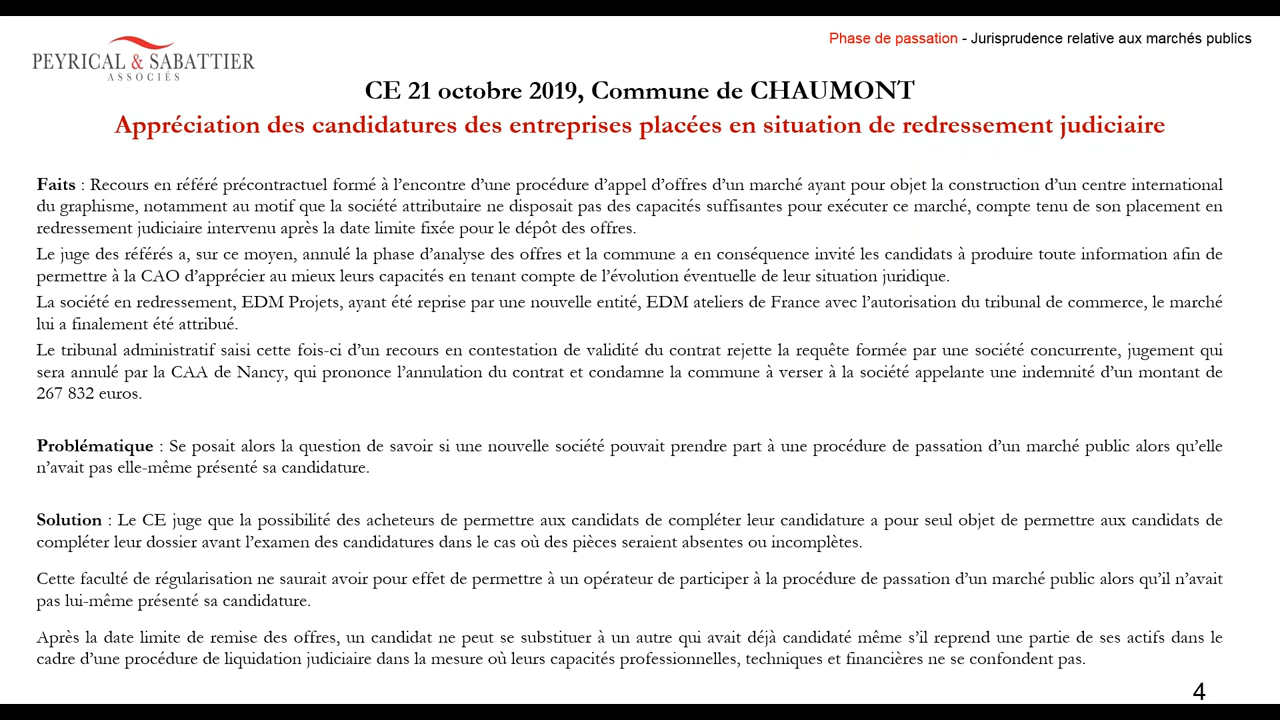 PEYRICAL & SABATTIER
ASSOCIÉS
Phase de passation - Jurisprudence relative aux marchés publics
CE 21 octobre 2019, Commune de CHAUMONT
Appréciation des candidatures des entreprises placées en situation de redressement judiciaire
Faits : Recours en référé précontractuel formé à l'encontre d'une procédure d'appel d'offres d'un marché ayant pour objet la construction d'un centre international
du graphisme, notamment au motif que la société attributaire ne disposait pas des capacités suffisantes pour exécuter ce marché, compte tenu de son placement en
redressement judiciaire intervenu après la date limite fixée pour le dépôt des offres.
Le juge des référés a, sur ce moyen, annulé la phase d'analyse des offres et la commune a en conséquence invité les candidats à produire toute information afin de
permettre à la CAO d'apprécier au mieux leurs capacités en tenant compte de l'évolution éventuelle de leur situation juridique.
La société en redressement, EDM Projets, ayant été reprise par une nouvelle entité, EDM ateliers de France avec l'autorisation du tribunal de commerce, le marché
lui a finalement été attribué.
Le tribunal administratif saisi cette fois-ci d'un recours en contestation de validité du contrat rejette la requête formée par une société concurrente, jugement qui
sera annulé par la CAA de Nancy, qui prononce l'annulation du contrat et condamne la commune à verser à la société appelante une indemnité d'un montant de
267 832 euros.
Problématique : Se posait alors la question de savoir si une nouvelle société pouvait prendre part à une procédure de passation d'un marché public alors qu'elle
n'avait pas elle-même présenté sa candidature.
Solution : Le CE juge que la possibilité des acheteurs de permettre aux candidats de compléter leur candidature a pour seul objet de permettre aux candidats de
compléter leur dossier avant l'examen des candidatures dans le cas où des pièces seraient absentes ou incomplètes.
Cette faculté de régularisation ne saurait avoir pour effet de permettre à un opérateur de participer à la procédure de passation d'un marché public alors qu'il n'avait
pas lui-même présenté sa candidature.
Après la date limite de remise des offres, un candidat ne peut se substituer à un autre qui avait déjà candidaté même s'il reprend une partie de ses actifs dans le
cadre d'une procédure de liquidation judiciaire dans la mesure où leurs capacités professionnelles, techniques et financières ne se confondent pas.
4